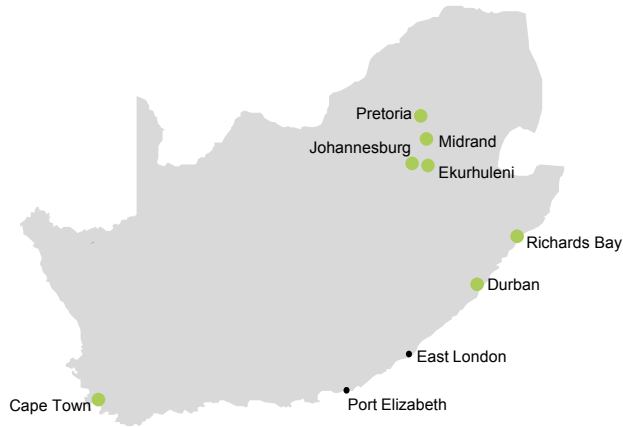 Pretoria
Midrand
Johannesburg
Ekurhuleni
Richards Bay
Durban
East London
Port Elizabeth
Cape Town